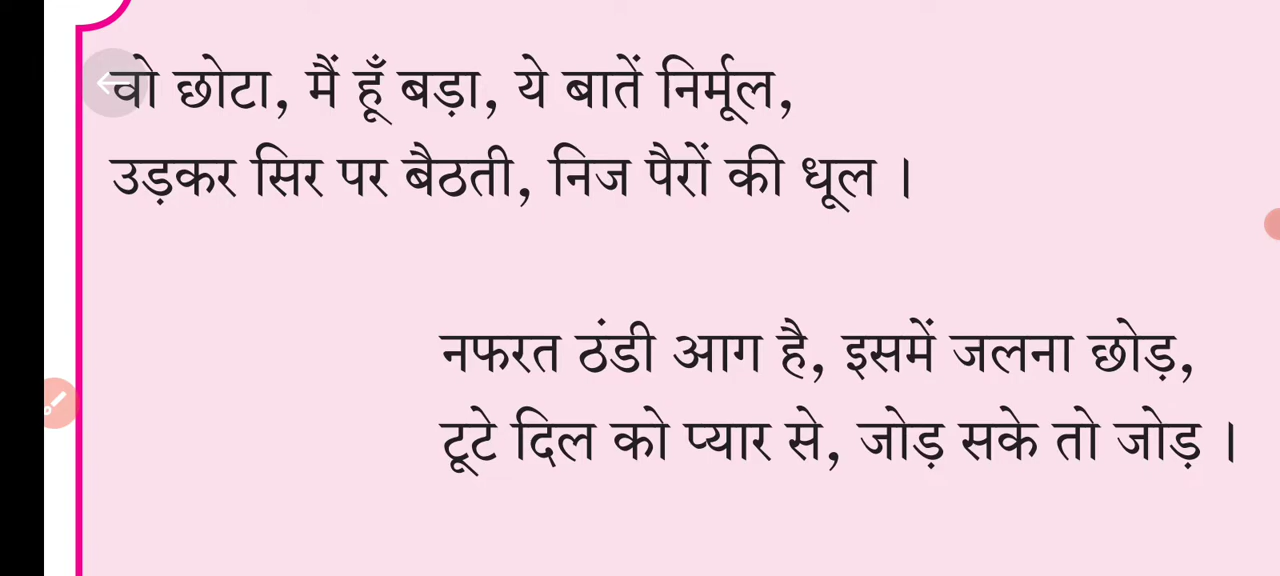 वो छोटा, मैं हूँ बड़ा, ये बातें निर्मूल,
उड़कर सिर पर बैठती, निज पैरों की धूल ।
नफरत ठंडी आग है, इसमें जलना छोड़,
टूटे दिल को प्यार से, जोड़ सके तो जोड़ ।